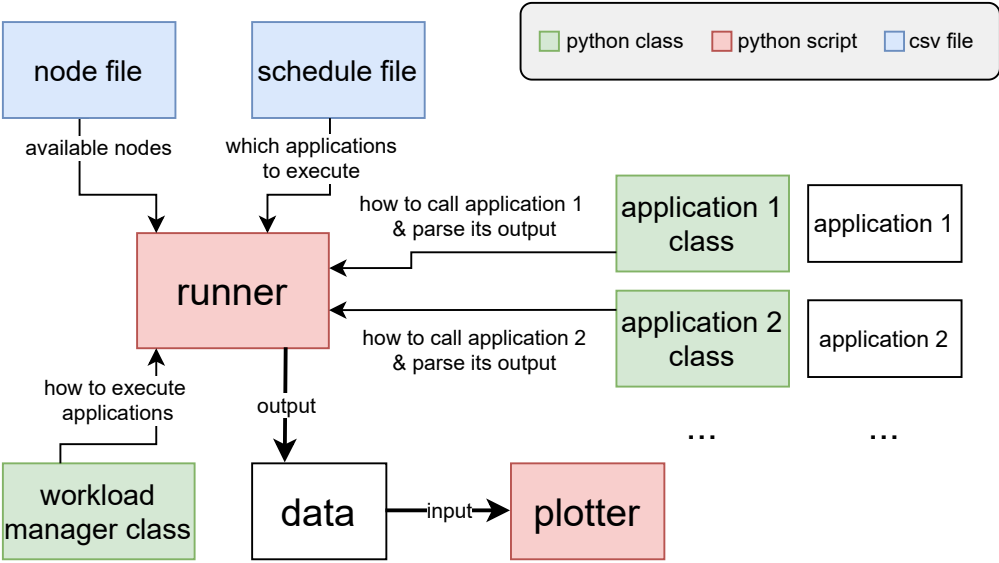 node file
schedule file
python class
python script
csv file
available nodes
which applications
to execute
how to call application 1
& parse its output
application 1
class
application 1
runner
how to call application 2
& parse its output
application 2
class
application 2
how to execute
applications
output
...
...
workload
manager class
data
input
plotter